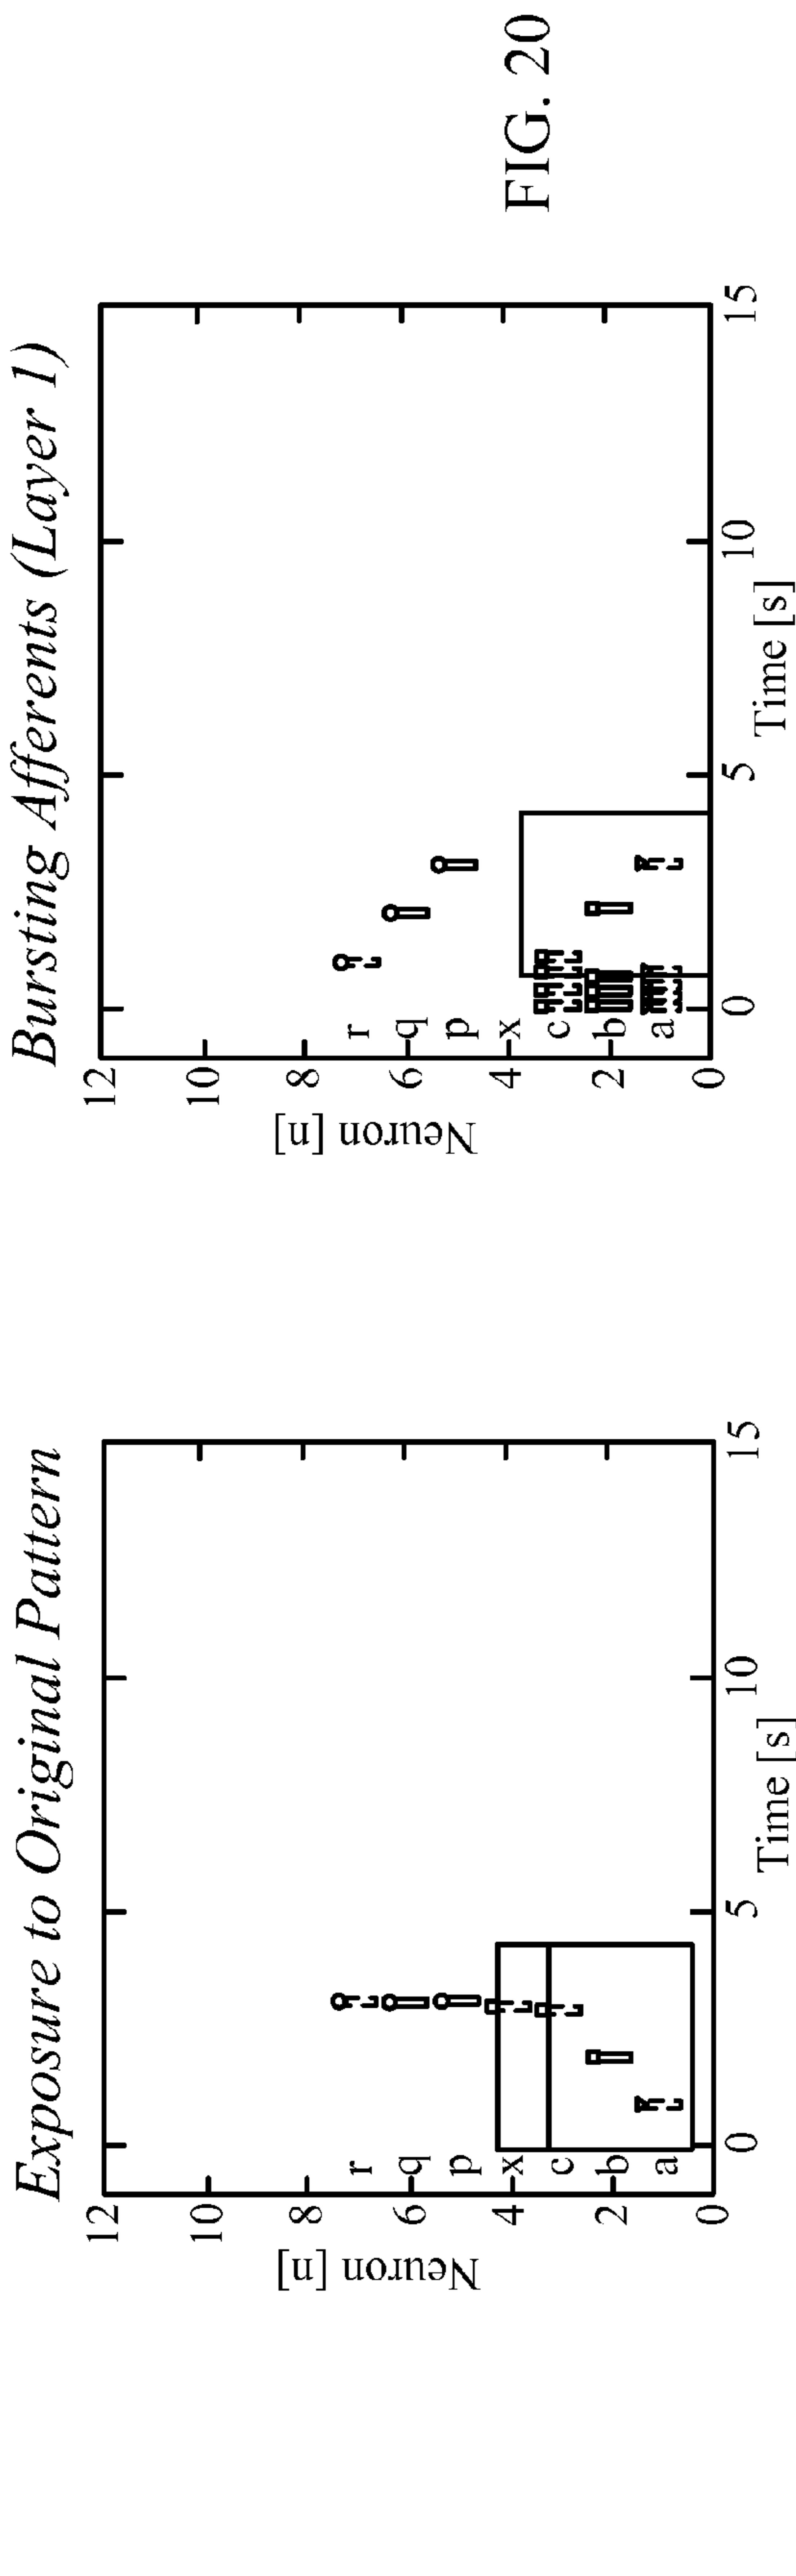 Exposure to Original Pattern
12
10
8
6
4
2
0
Neuron [n]
r
q
p
x
c
b
a
0
5
10
15
Time [s]
Bursting Afferents (Layer 1)
12
10
8
6
4
2
0
Neuron [n]
r
q
p
x
c
b
a
0
5
10
15
Time [s]
FIG. 20